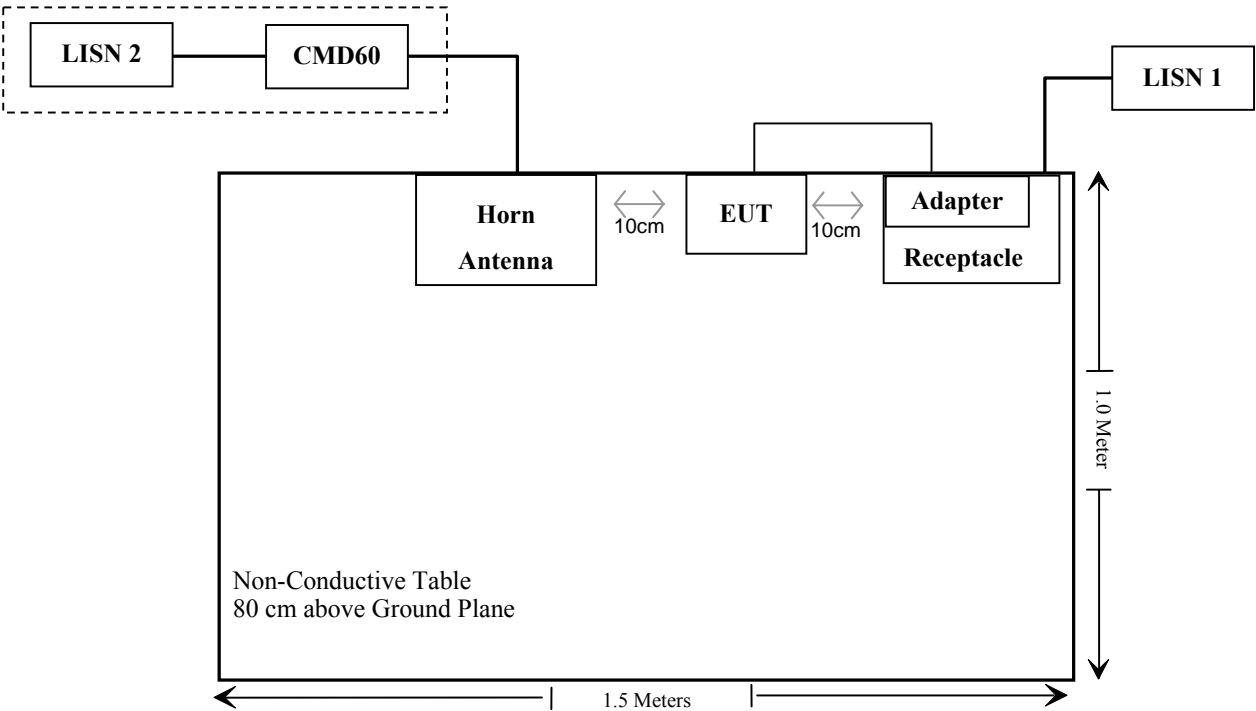 LISN 2
CMD60
LISN 1
Horn
Antenna
10cm
EUT
10cm
Adapter
Receptacle
1.0 Meter
Non-Conductive Table
80 cm above Ground Plane
1.5 Meters